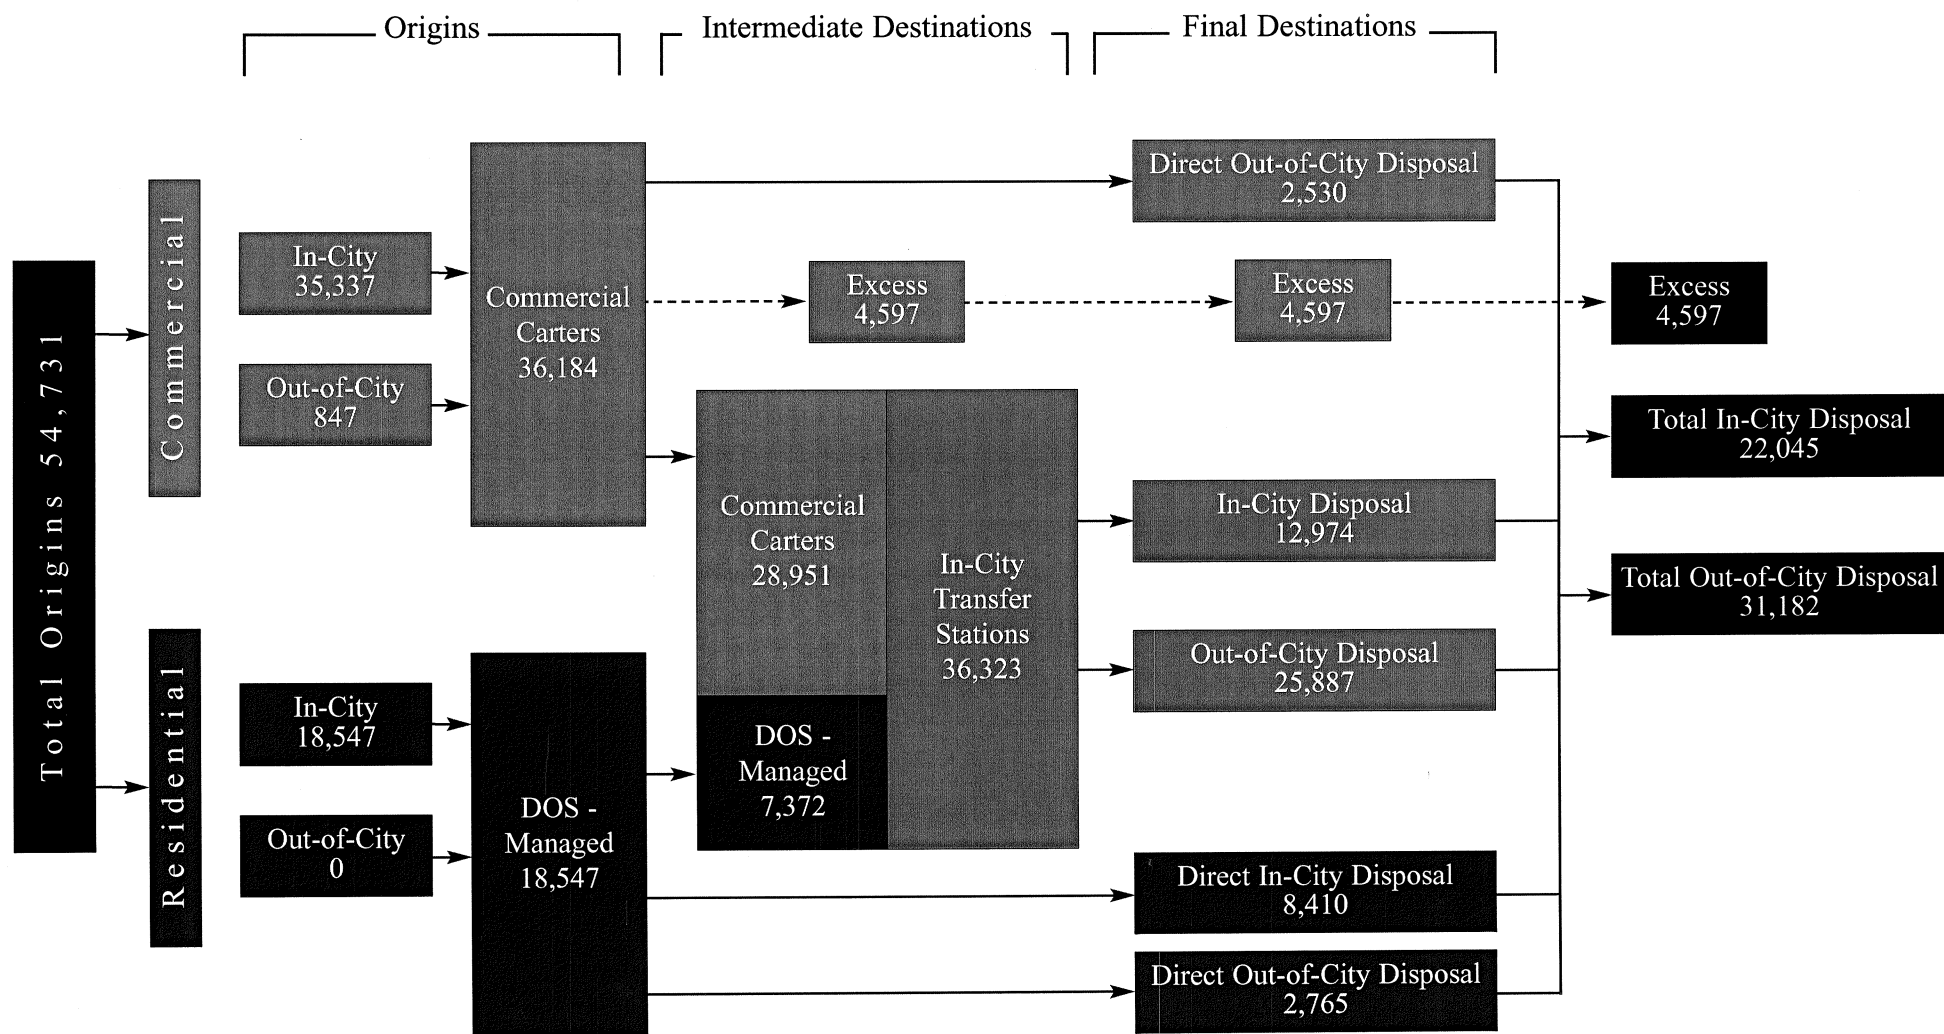 Origins
Intermediate Destinations
Final Destinations
Total Origins 54,731
Commercial
In-City
35,337
Out-of-City
847
Commercial
Carters
36,184
Direct Out-of-City Disposal
2,530
Excess
4,597
Excess
4,597
Excess
4,597
Commercial
Carters
28,951
In-City
Transfer
Stations
36,323
In-City Disposal
12,974
Out-of-City Disposal
25,887
Total In-City Disposal
22,045
Total Out-of-City Disposal
31,182
Residential
In-City
18,547
Out-of-City
0
DOS -
Managed
18,547
DOS -
Managed
7,372
Direct In-City Disposal
8,410
Direct Out-of-City Disposal
2,765